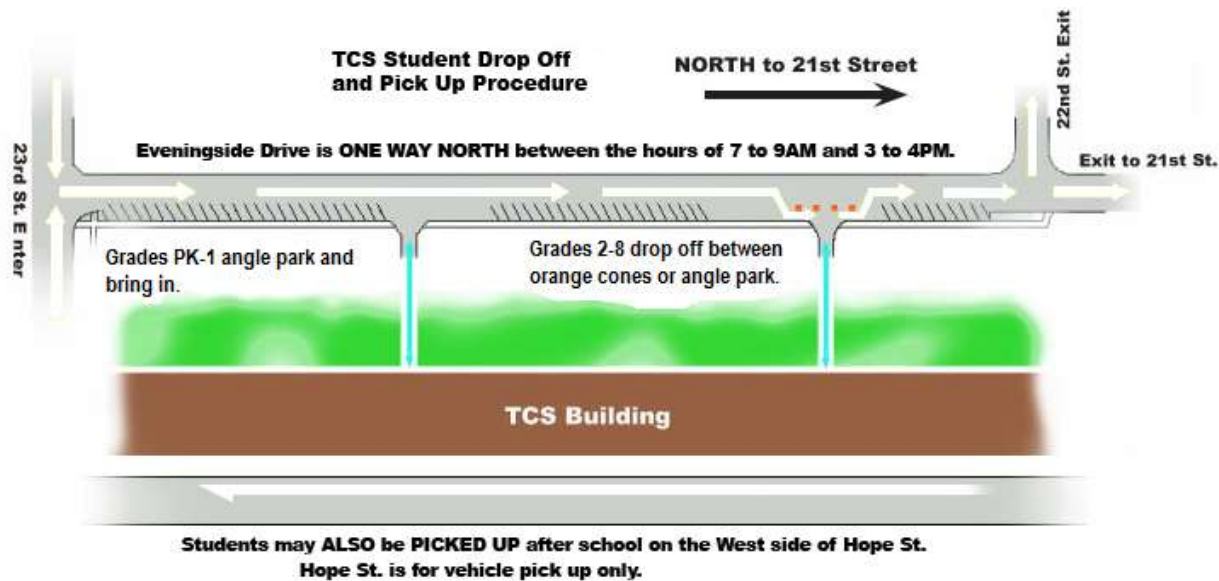 TCS Student Drop Off
and Pick Up Procedure
NORTH to 21st Street
22nd St. Exit
23rd St. E nter
Eveningside Drive is ONE WAY NORTH between the hours of 7 to 9AM and 3 to 4PM.
Exit to 21st St.
Grades PK-1 angle park and
bring in.
Grades 2-8 drop off between
orange cones or angle park.
TCS Building
Students may ALSO be PICKED UP after school on the West side of Hope St.
Hope St. is for vehicle pick up only.